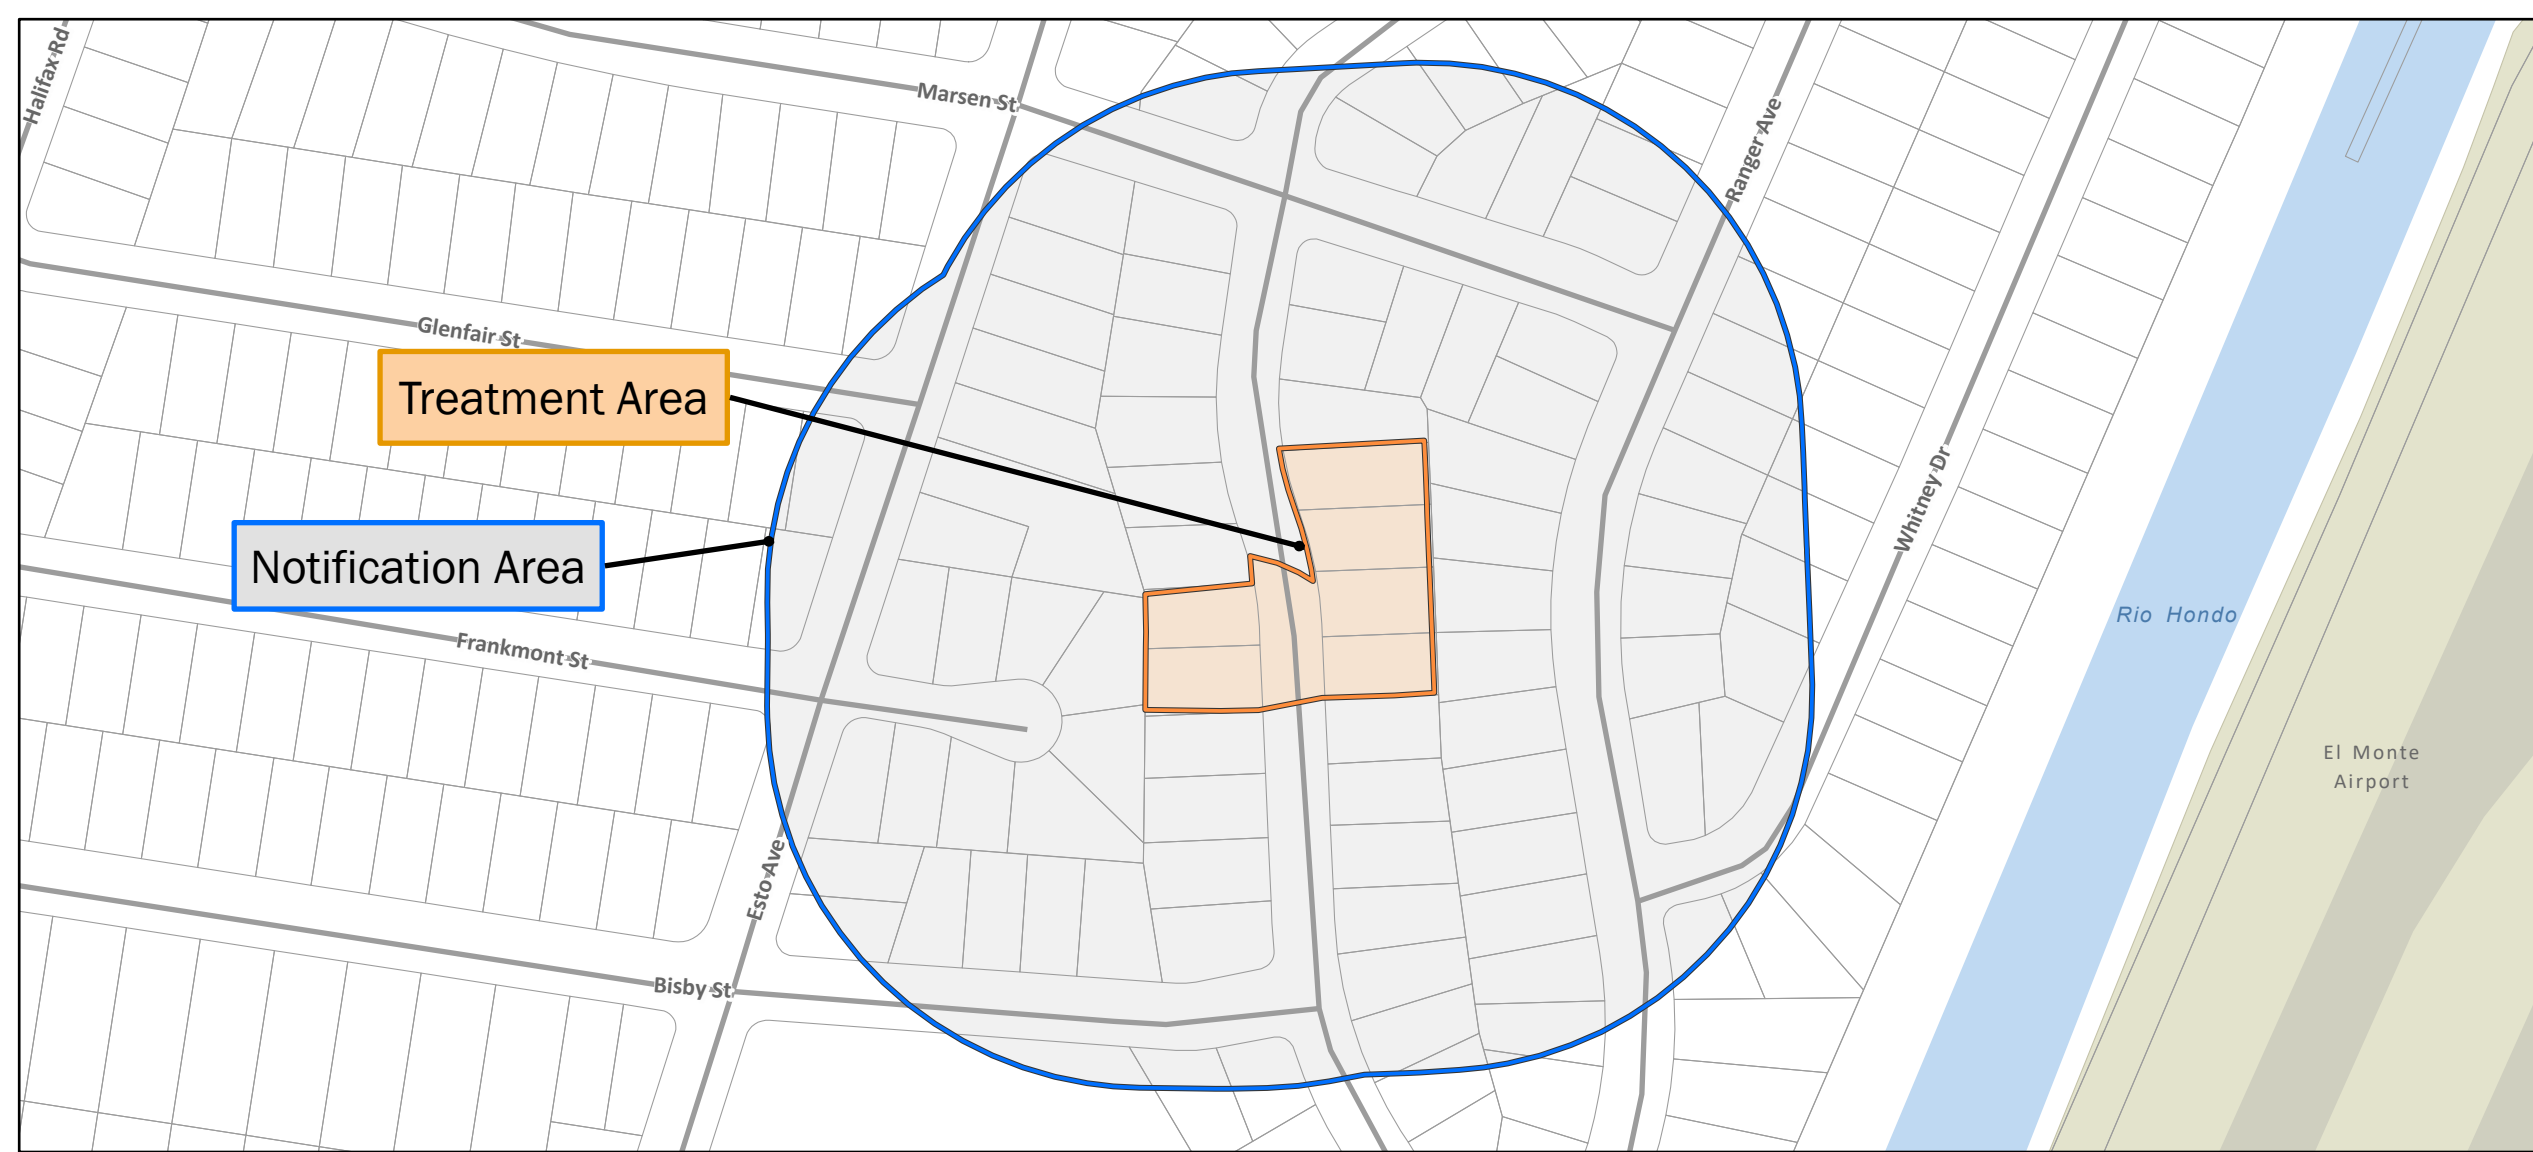 Halifax Rd
Marsen St
Ranger Ave
Glenfair St
Treatment Area
Notification Area
Whitney Dr
Rio Hondo
Frankmont St
El Monte
Airport
Esto Ave
Bisby St